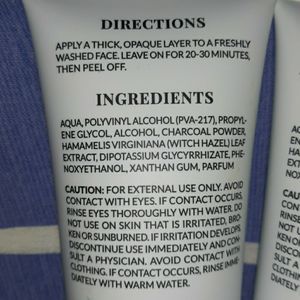 DIRECTIONS
APPLY A THICK, OPAQUE LAYER TO A FRESHLY
WASHED FACE. LEAVE ON FOR 20-30 MINUTES,
THEN PEEL OFF.
INGREDIENTS
AQUA, POLYVINYL ALCOHOL (PVA-217), PROPYL-
ENE GLYCOL, ALCOHOL, CHARCOAL POWDER,
HAMAMELIS VIRGINIANA (WITCH HAZEL) LEAF
EXTRACT, DIPOTASSIUM GLYCYRRHIZATE, PHE-
NOXYETHANOL, XANTHAN GUM, PARFUM
CAUTION: FOR EXTERNAL USE ONLY. AVOID
CONTACT WITH EYES. IF CONTACT OCCURS,
RINSE EYES THOROUGHLY WITH WATER. DO
NOT USE ON SKIN THAT IS IRRITATED, BRO-
KEN OR SUNBURNED. IF IRRITATION DEVELOPS,
DISCONTINUE USE IMMEDIATELY AND CON-
SULT A PHYSICIAN. AVOID CONTACT WITH
CLOTHING. IF CONTACT OCCURS, RINSE IMME-
DIATELY WITH WARM WATER.